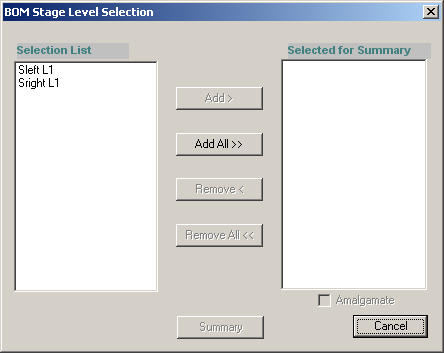 BOM Stage Level Selection
Selection List
Selected for Summary
Sleft L1
Sright L1
Add >
Add All >>
Remove <
Remove All <<
Amalgamate
Summary
Cancel